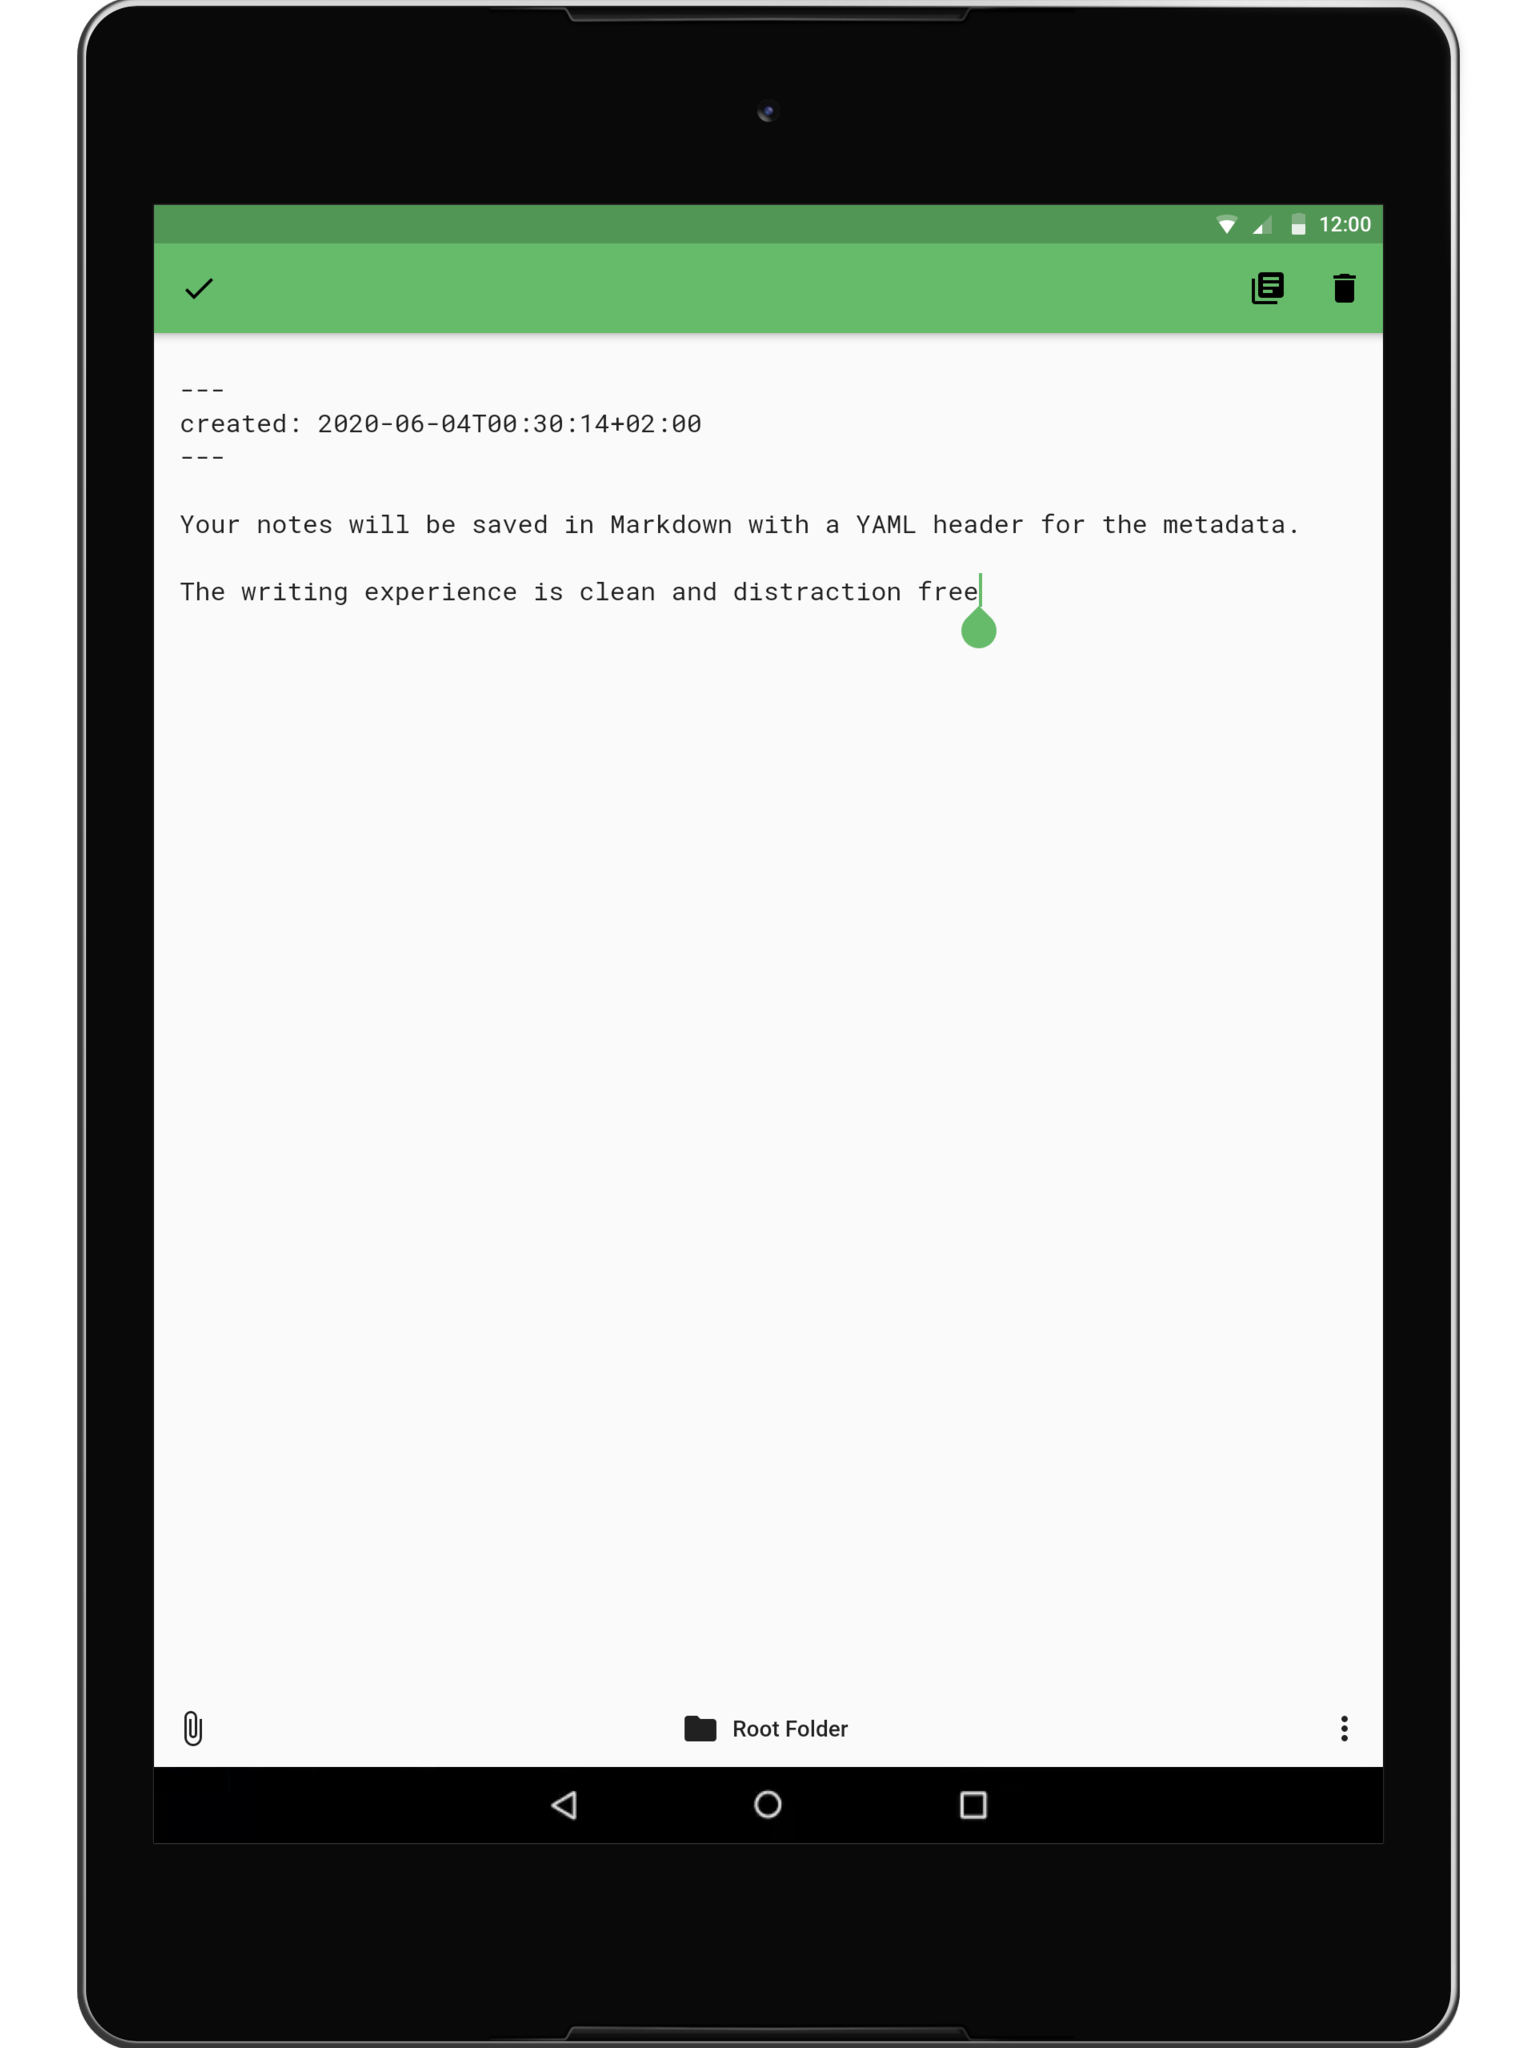 12:00
---
created: 2020-06-04T00:30:14+02:00
---
Your notes will be saved in Markdown with a YAML header for the metadata.
The writing experience is clean and distraction free
Root Folder